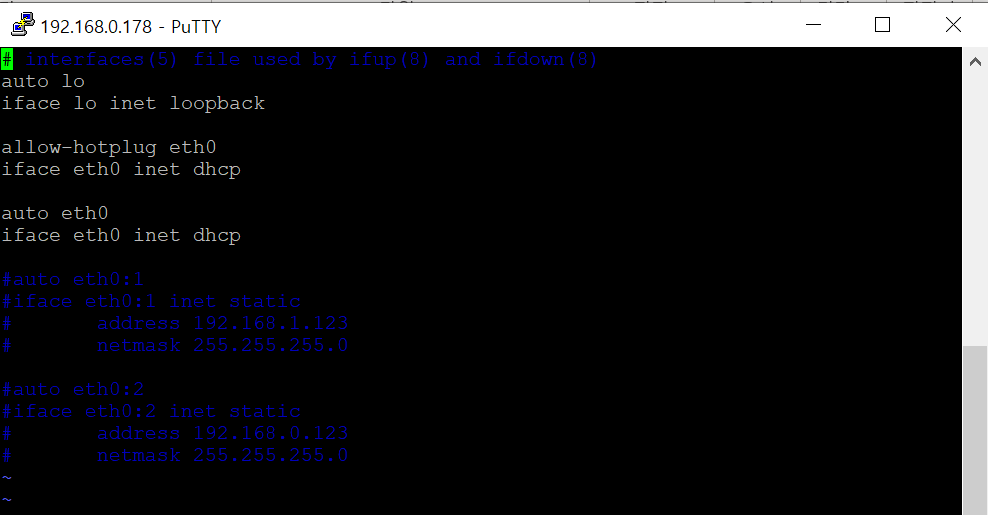 192.168.0.178 - PuTTY
# interfaces(5) file used by ifup(8) and ifdown(8)
auto lo
iface lo inet loopback
allow-hotplug eth0
iface eth0 inet dhcp
auto eth0
iface eth0 inet dhcp
#auto eth0:1
#iface eth0:1 inet static
#       address 192.168.1.123
#       netmask 255.255.255.0
#auto eth0:2
#iface eth0:2 inet static
#       address 192.168.0.123
#       netmask 255.255.255.0
~
~